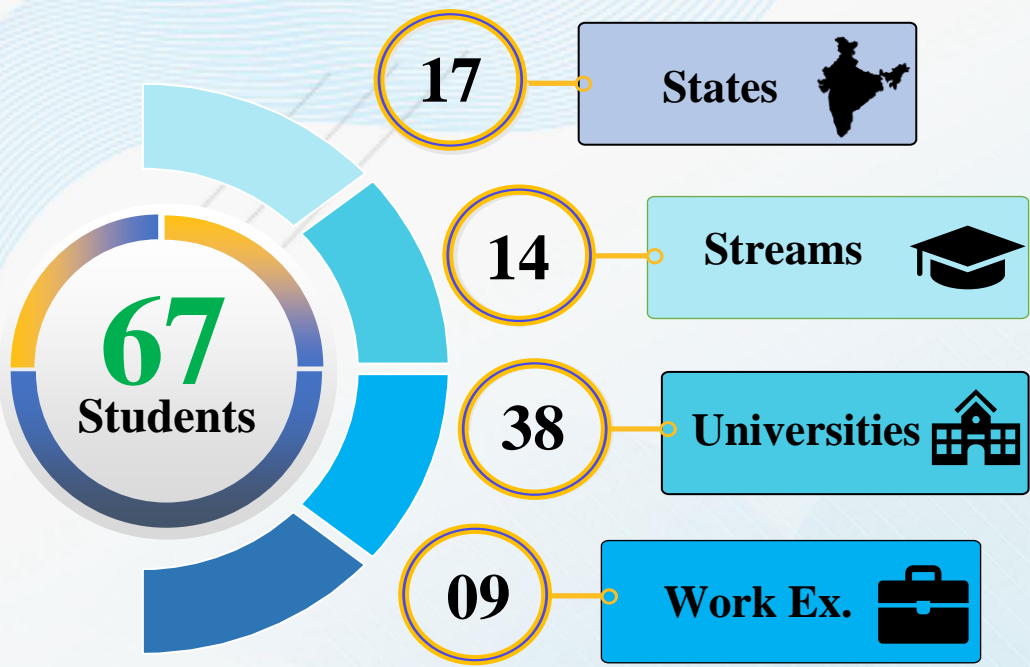 17
States
14
Streams
67
Students
38
Universities
09
Work Ex.